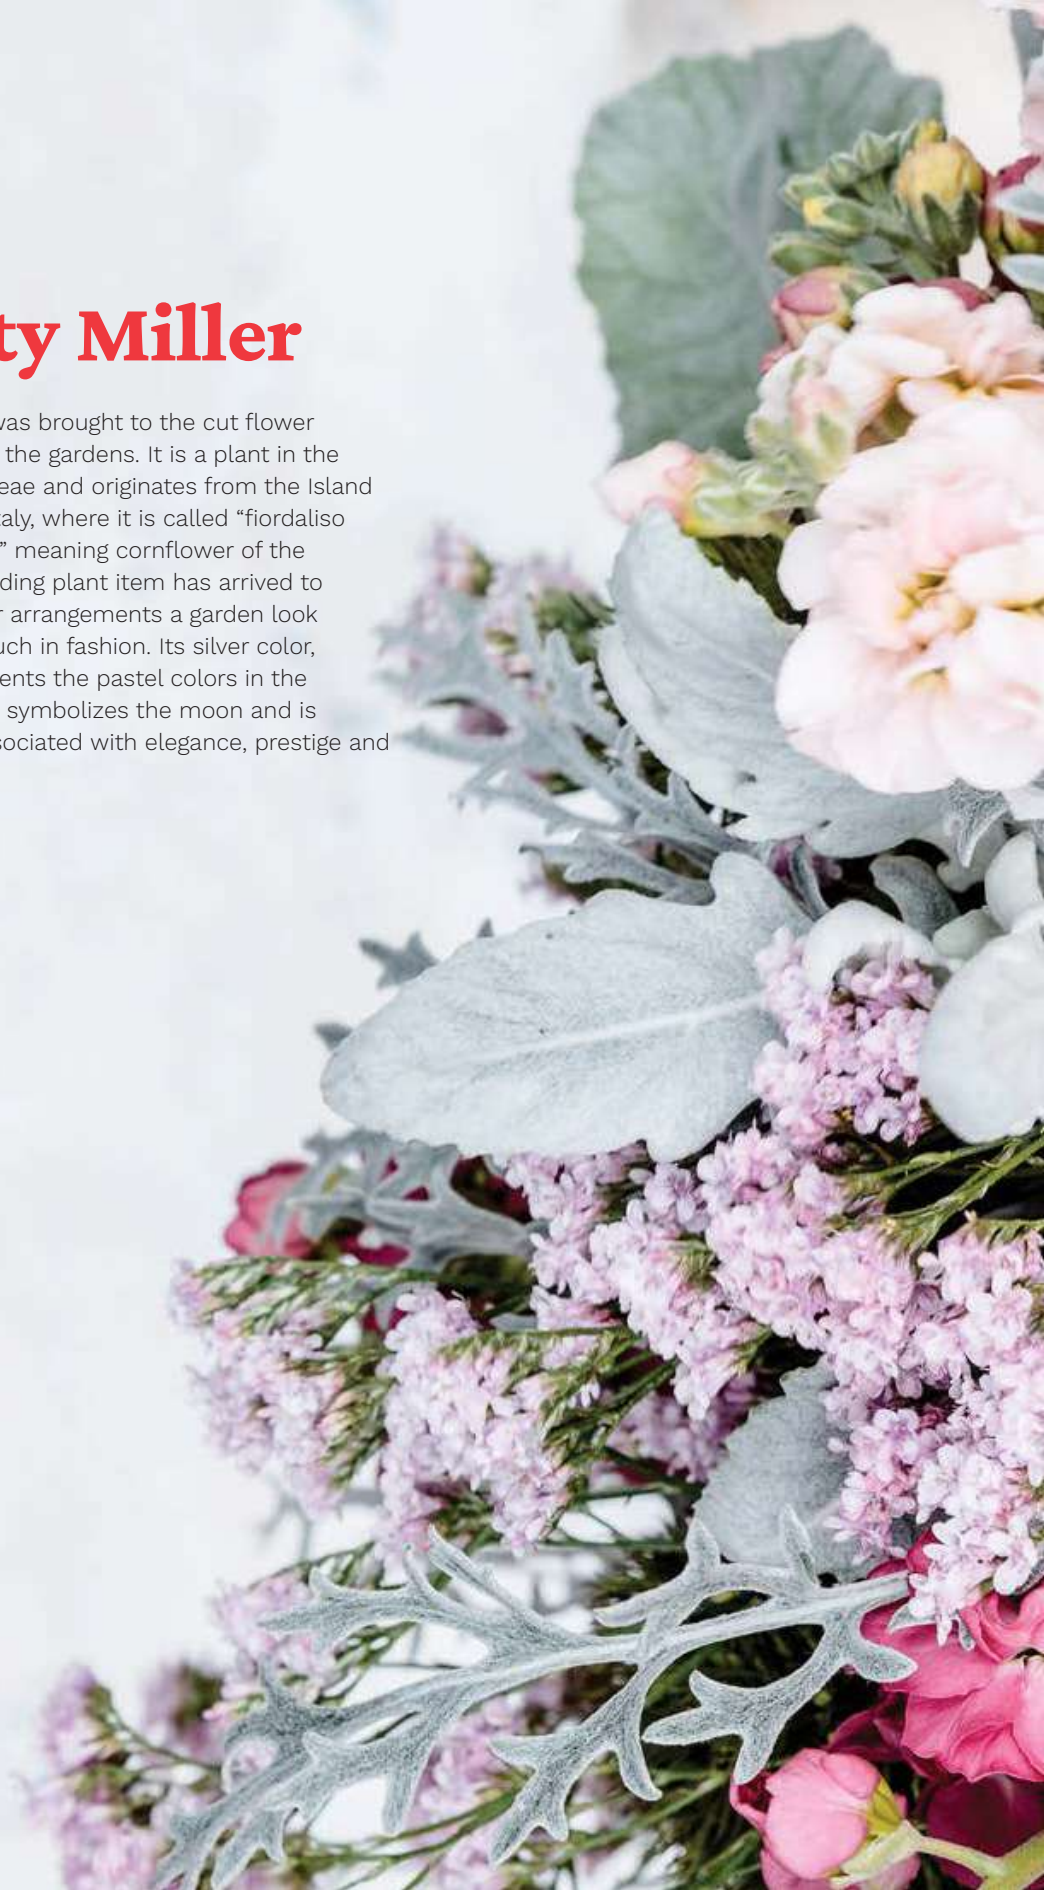 ty Miller
was brought to the cut flower
the gardens. It is a plant in the
eae and originates from the Island
taly, where it is called “fiordaliso
” meaning cornflower of the
ding plant item has arrived to
r arrangements a garden look
uch in fashion. Its silver color,
ents the pastel colors in the
symbolizes the moon and is
sociated with elegance, prestige and